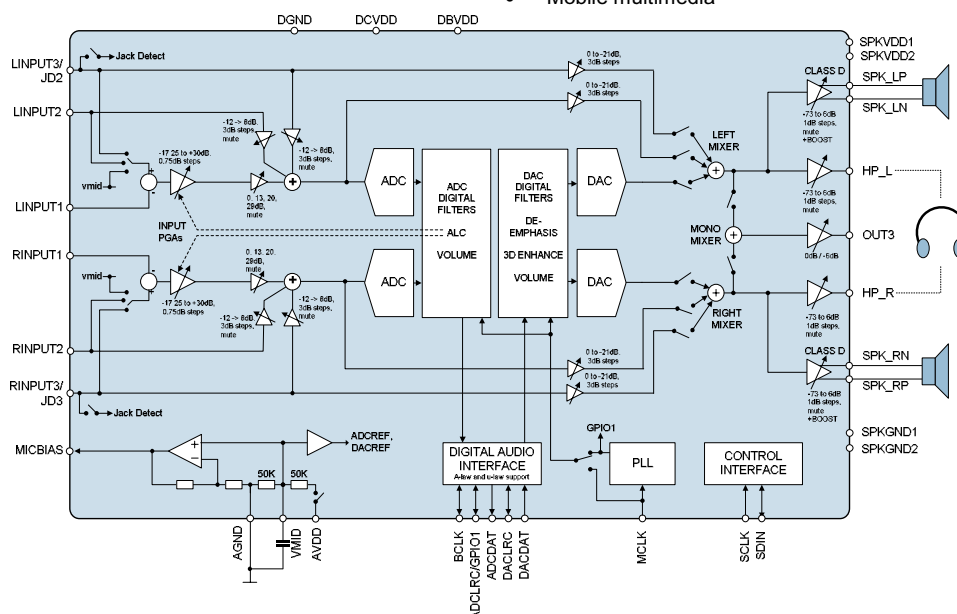 Mobile multimedia
DGND
DCVDD
DBVDD
SPKVDD1
SPKVDD2
LINPUT3/
JD2
Jack Detect
0 to -21dB,
3dB steps
CLASS D
SPK_LP
SPK_LN
LINPUT2
0 to -21dB,
3dB steps
-12 -> 6dB,
3dB steps,
mute
-12 -> 6dB,
3dB steps,
mute
-73 to 6dB
1dB steps,
mute
+BOOST
LEFT
MIXER
-17.25 to +30dB,
0.75dB steps
vmid
ADC
ADC
DIGITAL
FILTERS
DAC
DIGITAL
FILTERS
DAC
HP_L
LINPUT1
0, 13, 20,
29dB,
mute
-73 to 6dB
1dB steps,
mute
INPUT
PGAs
ALC
DE-
EMPHASIS
MONO
MIXER
OUT3
0dB / -6dB
RINPUT1
VOLUME
3D ENHANCE
VOLUME
0, 13, 20,
29dB,
mute
vmid
ADC
DAC
HP_R
-17.25 to +30dB,
0.75dB steps
-12 -> 6dB,
3dB steps,
mute
-12 -> 6dB,
3dB steps,
mute
RIGHT
MIXER
-73 to 6dB
1dB steps,
mute
RINPUT2
CLASS D
SPK_RN
SPK_RP
0 to -21dB,
3dB steps
0 to -21dB,
3dB steps
RINPUT3/
JD3
Jack Detect
-73 to 6dB
1dB steps,
mute
+BOOST
MICBIAS
+
-
ADCREF,
DACREF
GPIO1
SPKGND1
SPKGND2
50K
50K
DIGITAL AUDIO
INTERFACE
A-law and u-law support
PLL
CONTROL
INTERFACE
AGND
VMID
AVDD
BCLK
ADCLRC/GPIO1
ADCDAT
DACLRC
DACDAT
MCLK
SCLK
SDIN